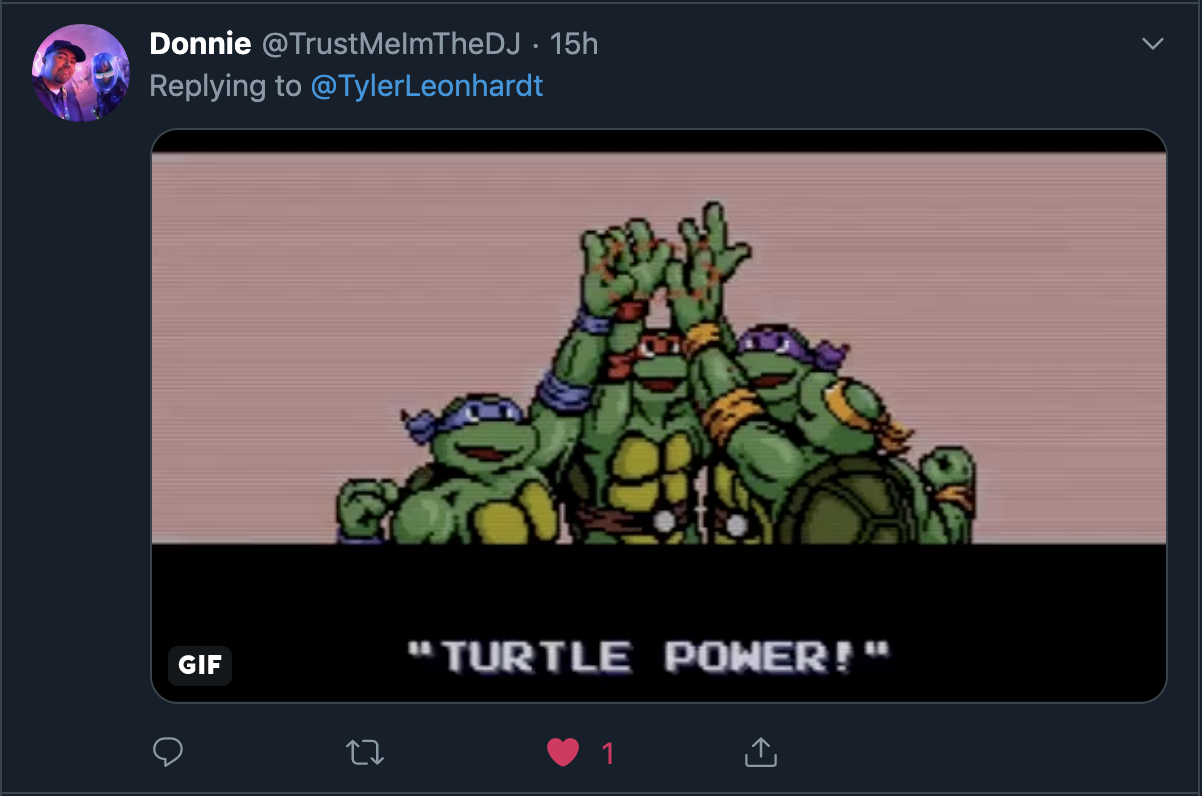 Donnie @TrustMeImTheDJ · 15h
Replying to @TylerLeonhardt
"TURTLE POWER!"
GIF
1